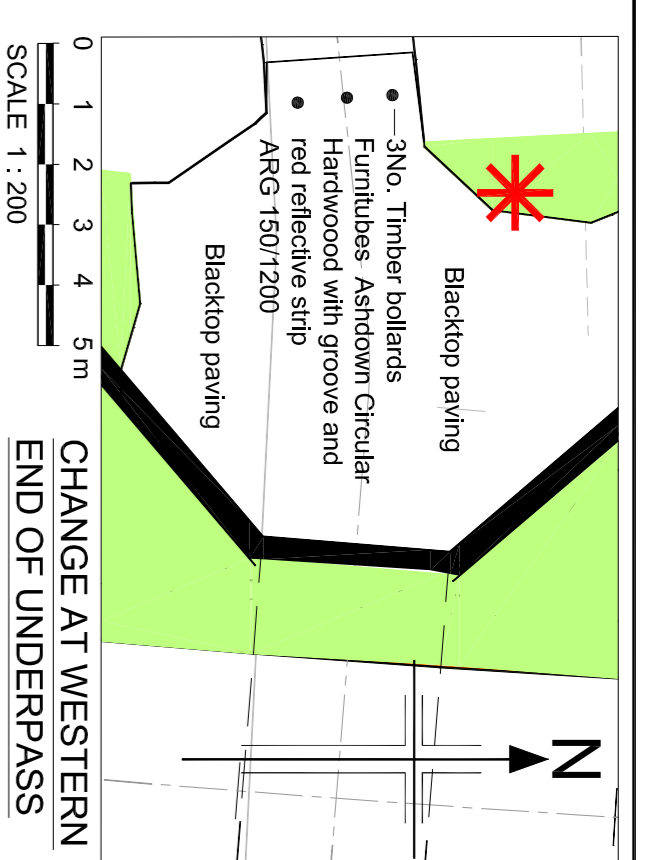 Blacktop paving
3No. Timber bollards
Furnitubes Ashdown Circular
Hardwoood with groove and
red reflective strip
ARG 150/1200
Blacktop paving
N
0 1 2 3 4 5 m
SCALE 1 : 200
CHANGE AT WESTERN
END OF UNDERPASS